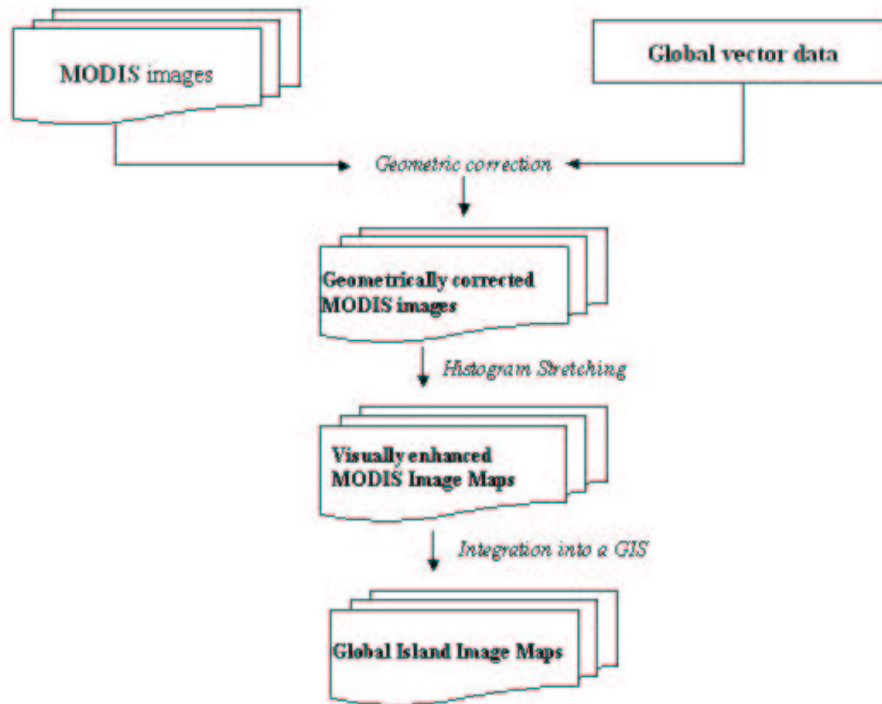 MODIS images
Global vector data
Geometric correction
Geometrically corrected
MODIS images
Histogram Stretching
Visually enhanced
MODIS Image Maps
Integration into a GIS
Global Island Image Maps